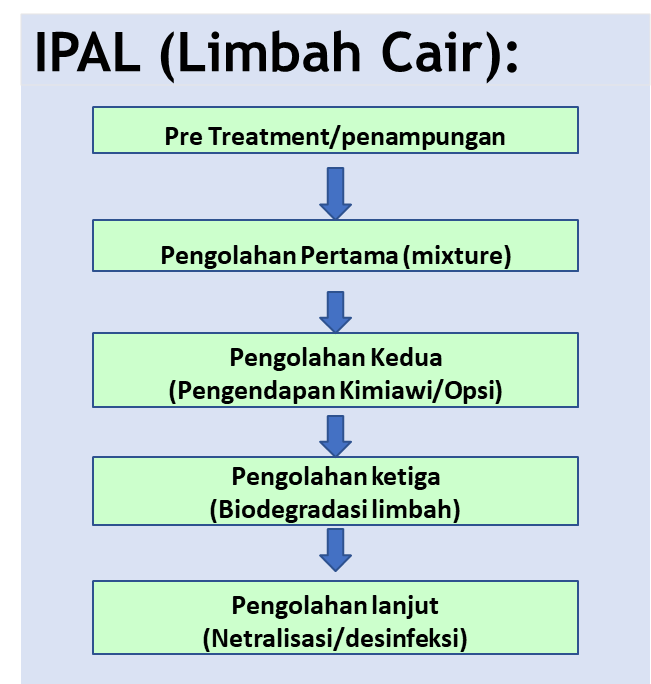 IPAL (Limbah Cair):
Pre Treatment/penampungan
Pengolahan Pertama (mixture)
Pengolahan Kedua
(Pengendapan Kimiawi/Opsi)
Pengolahan ketiga
(Biodegradasi limbah)
Pengolahan lanjut
(Netralisasi/desinfeksi)